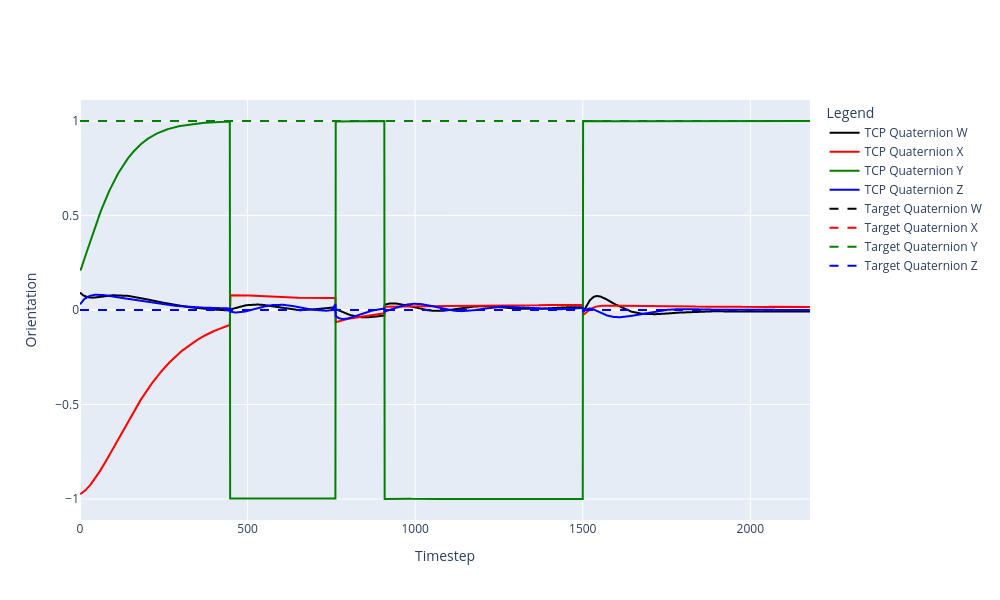 Legend
TCP Quaternion W
TCP Quaternion X
TCP Quaternion Y
TCP Quaternion Z
Target Quaternion W
Target Quaternion X
Target Quaternion Y
Target Quaternion Z
1
0.5
0
−0.5
−1
Orientation
0 500 1000 1500 2000
Timestep